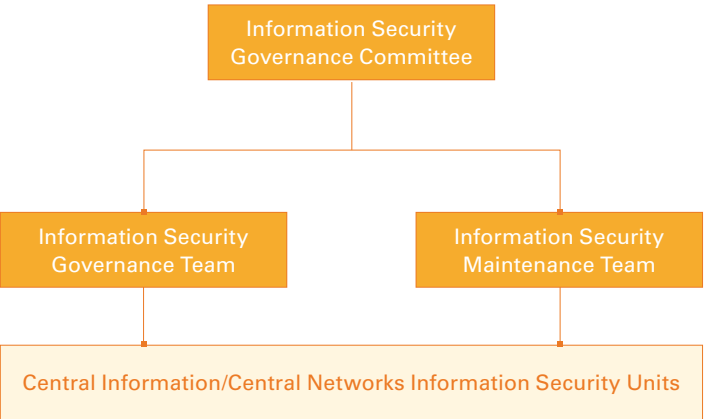 Information Security
Governance Committee
Information Security
Governance Team
Information Security
Maintenance Team
Central Information/Central Networks Information Security Units